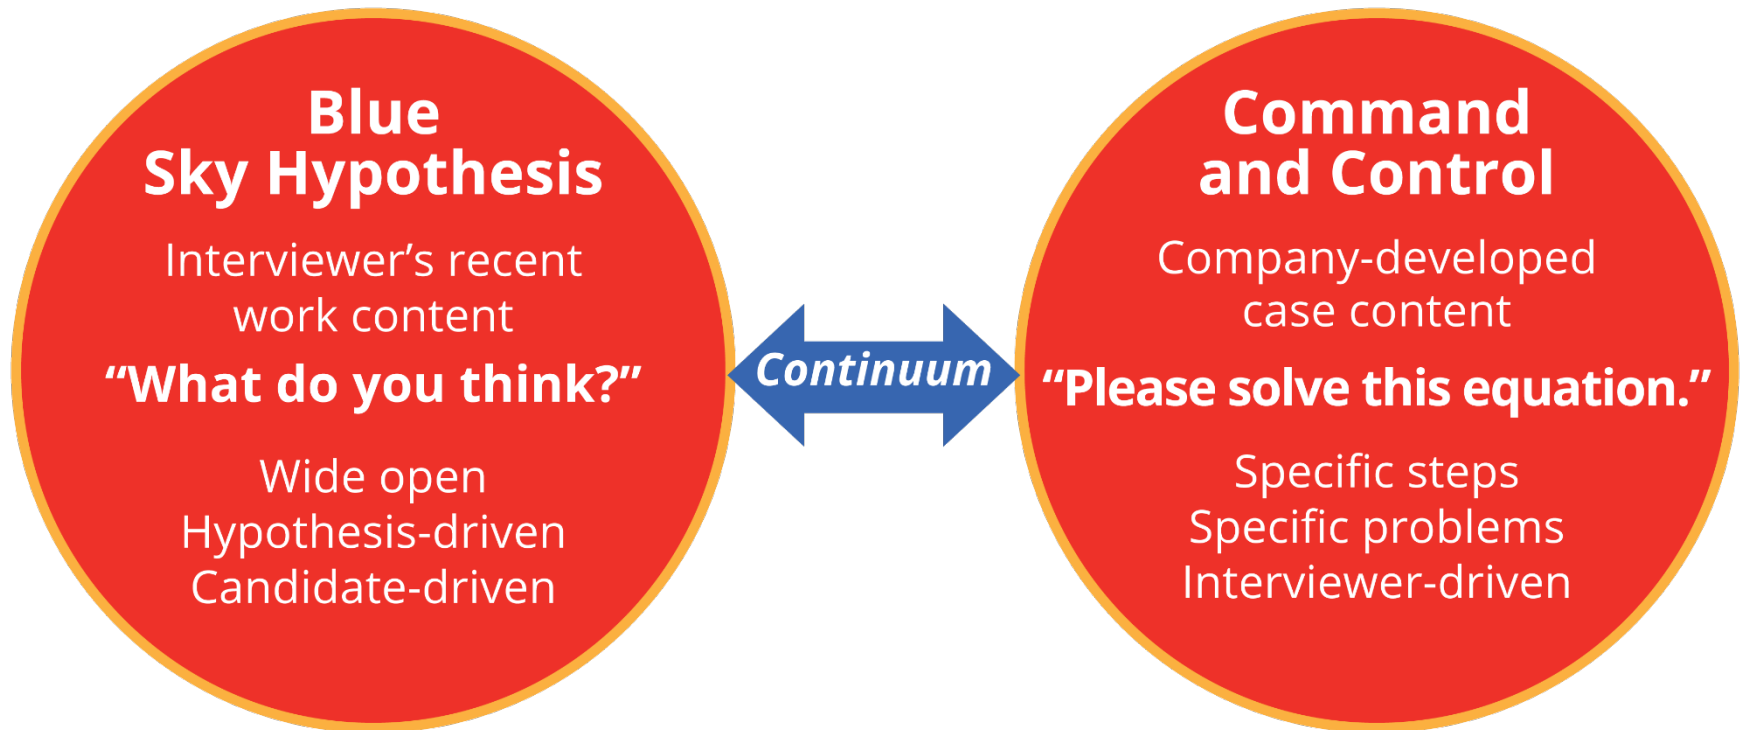 Blue
Sky Hypothesis
Interviewer’s recent
work content
“What do you think?”
Wide open
Hypothesis-driven
Candidate-driven
Continuum
Command
and Control
Company-developed
case content
“Please solve this equation.”
Specific steps
Specific problems
Interviewer-driven